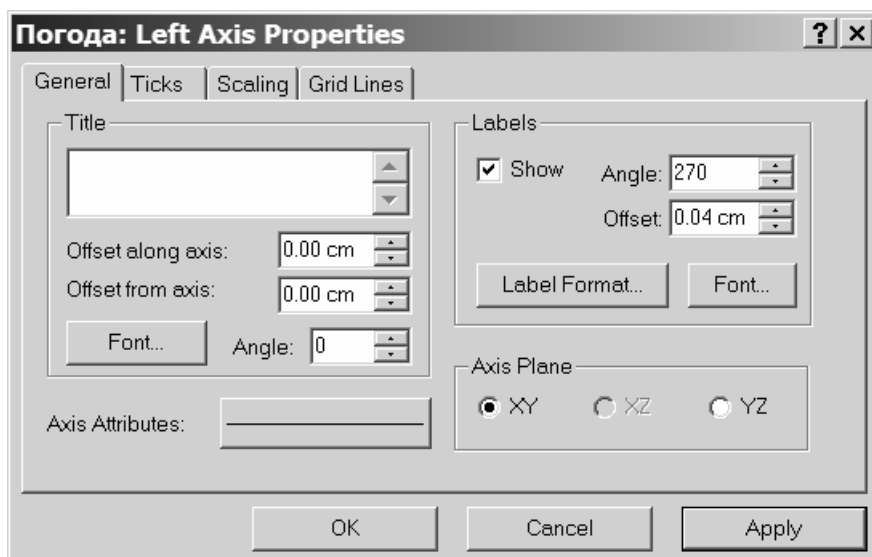 Погода: Left Axis Properties
General Ticks Scaling Grid Lines
Title
Offset along axis: 0.00 cm
Offset from axis: 0.00 cm
Font... Angle: 0
Axis Attributes:
Labels
Show Angle: 270
Offset: 0.04 cm
Label Format... Font...
Axis Plane
XY XZ YZ
OK Cancel Apply